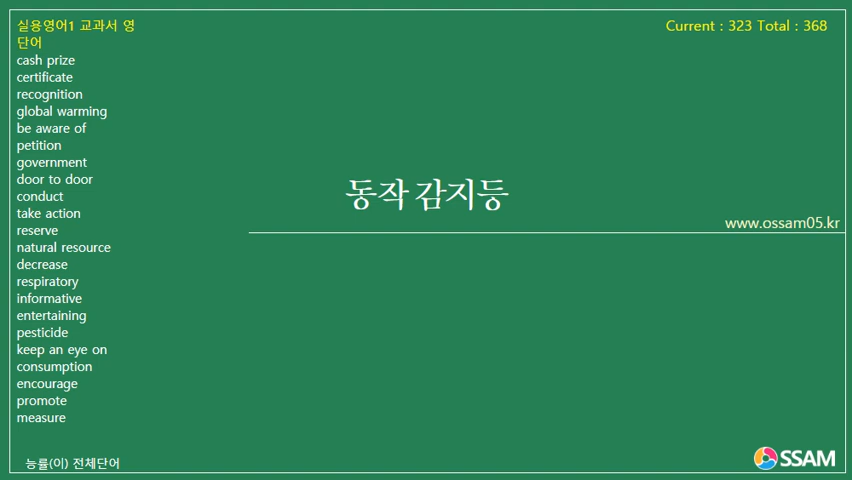 실용영어1 교과서 영
단어
Current : 323 Total : 368
cash prize
certificate
recognition
global warming
be aware of
petition
government
door to door
conduct
take action
reserve
natural resource
decrease
respiratory
informative
entertaining
pesticide
keep an eye on
consumption
encourage
promote
measure
동작 감지등
www.ossam05.kr
능률(이) 전체단어
OSSAM